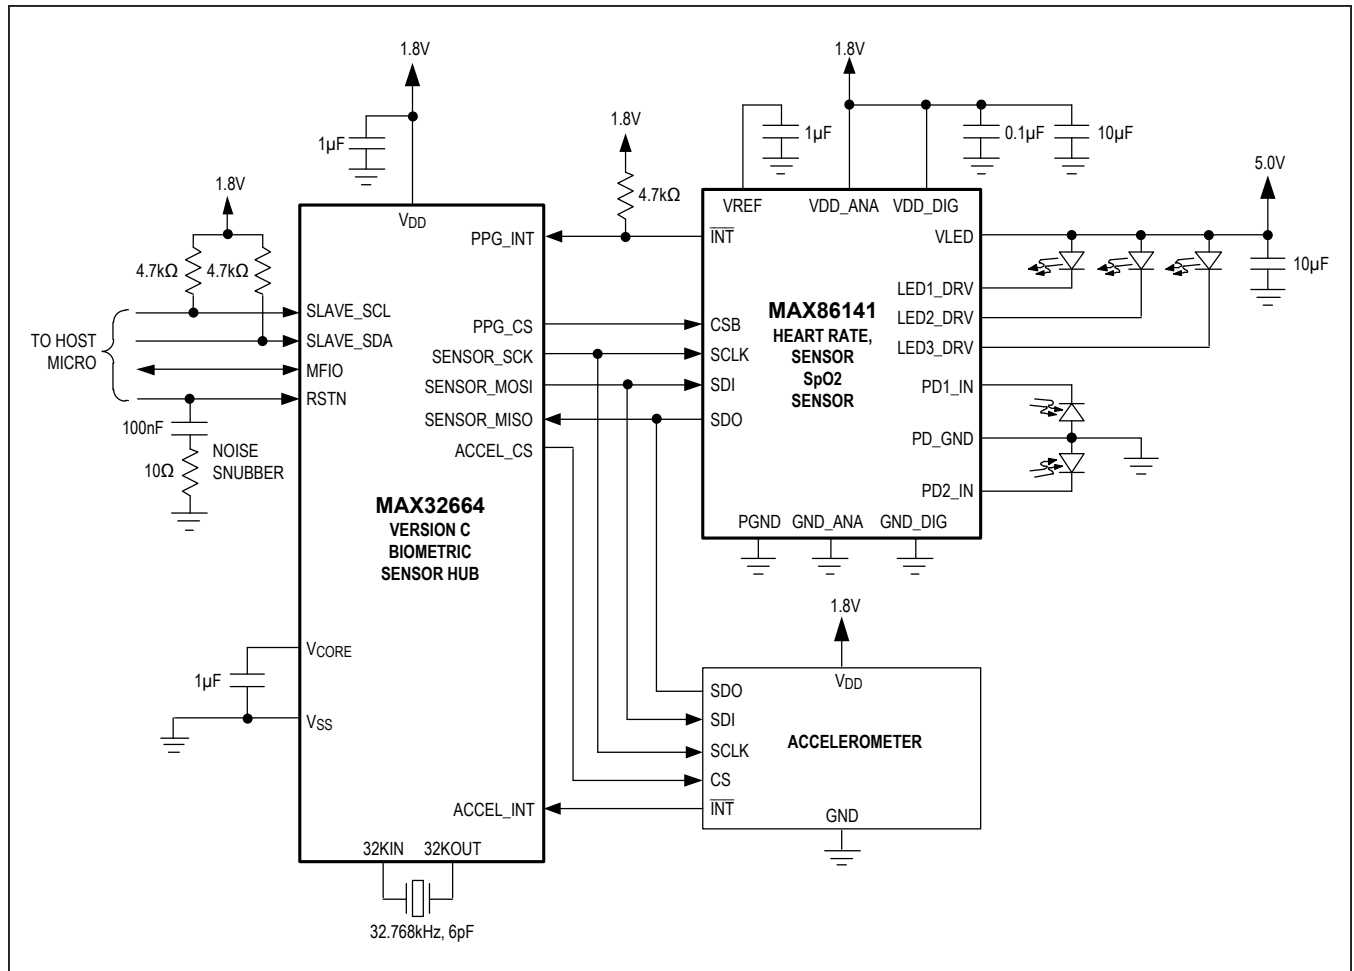 1.8V
1µF
1.8V
4.7kΩ
4.7kΩ
TO HOST
MICRO
100nF
10Ω
NOISE
SNUBBER
VDD
SLAVE_SCL
SLAVE_SDA
MFIO
RSTN
PPG_INT
PPG_CS
SENSOR_SCK
SENSOR_MOSI
SENSOR_MISO
ACCEL_CS
MAX32664
VERSION C
BIOMETRIC
SENSOR HUB
VCORE
1µF
VSS
ACCEL_INT
32KIN
32KOUT
32.768kHz, 6pF
1.8V
4.7kΩ
1.8V
1µF
0.1µF
10µF
5.0V
10µF
VREF
VDD_ANA
VDD_DIG
INT
VLED
LED1_DRV
LED2_DRV
LED3_DRV
CSB
SCLK
SDI
SDO
MAX86141
HEART RATE,
SENSOR
SpO2
SENSOR
PD1_IN
PD_GND
PD2_IN
PGND
GND_ANA
GND_DIG
1.8V
VDD
SDO
SDI
SCLK
CS
INT
ACCELEROMETER
GND